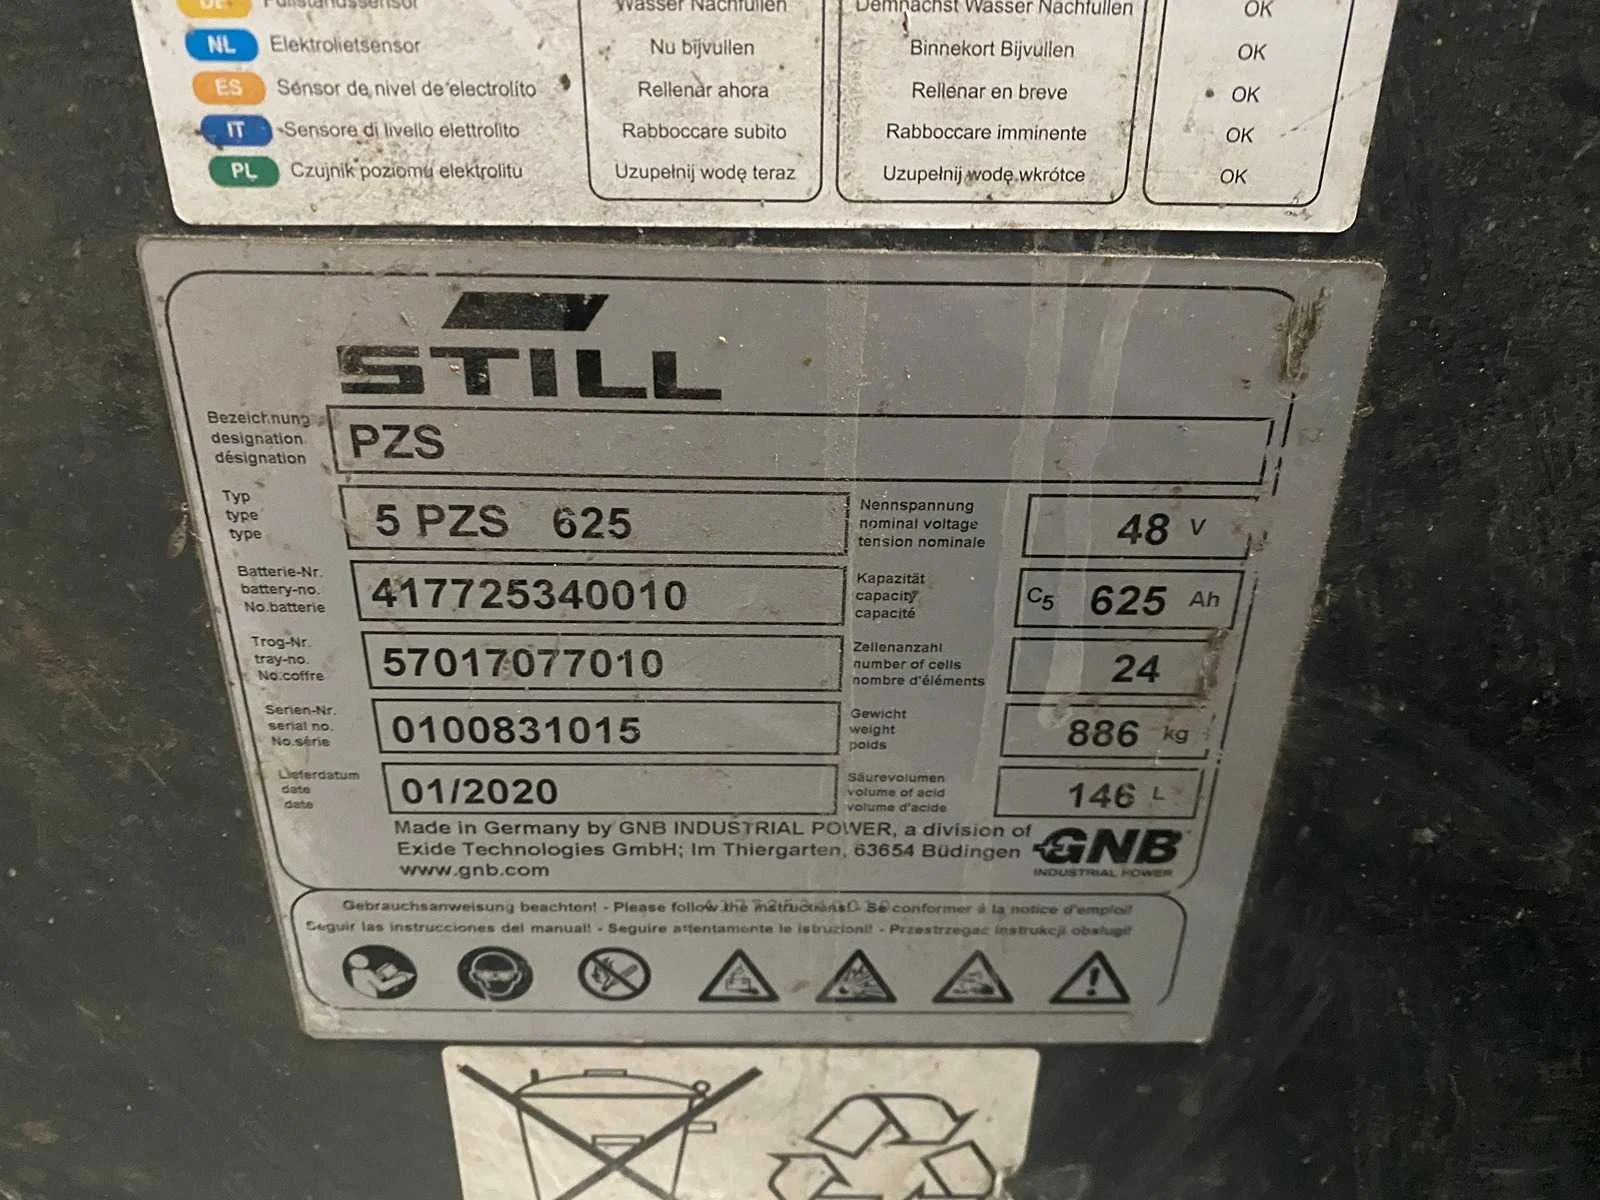 DE Füllstandssensor Wasser Nachfüllen Demnächst Wasser Nachfüllen OK
NL Elektrolietsensor Nu bijvullen Binnekort Bijvullen OK
ES Sensor de nivel de electrolito Rellenar ahora Rellenar en breve OK
IT Sensore di livello elettrolito Rabboccare subito Rabboccare imminente OK
PL Czujnik poziomu elektrolitu Uzupełnij wodę teraz Uzupełnij wodę wkrótce OK
STILL
Bezeichnung
designation
désignation
PZS
Typ
type
type
5 PZS 625
Nennspannung
nominal voltage
tension nominale
48 V
Batterie-Nr.
battery-no.
No.batterie
417725340010
Kapazität
capacity
capacité
C5 625 Ah
Trog-Nr.
tray-no.
No.coffre
57017077010
Zellenanzahl
number of cells
nombre d'éléments
24
Serien-Nr.
serial no.
No.série
0100831015
Gewicht
weight
poids
886 kg
Lieferdatum
date
date
01/2020
Säurevolumen
volume of acid
volume d'acide
146 L
Made in Germany by GNB INDUSTRIAL POWER, a division of
Exide Technologies GmbH; Im Thiergarten, 63654 Büdingen
www.gnb.com
GNB
INDUSTRIAL POWER
Gebrauchsanweisung beachten! - Please follow the instructions! Se conformer à la notice d'emploi!
Seguir las instrucciones del manual! - Seguire attentamente le istruzioni! - Przestrzegac instrukcji obslugi!